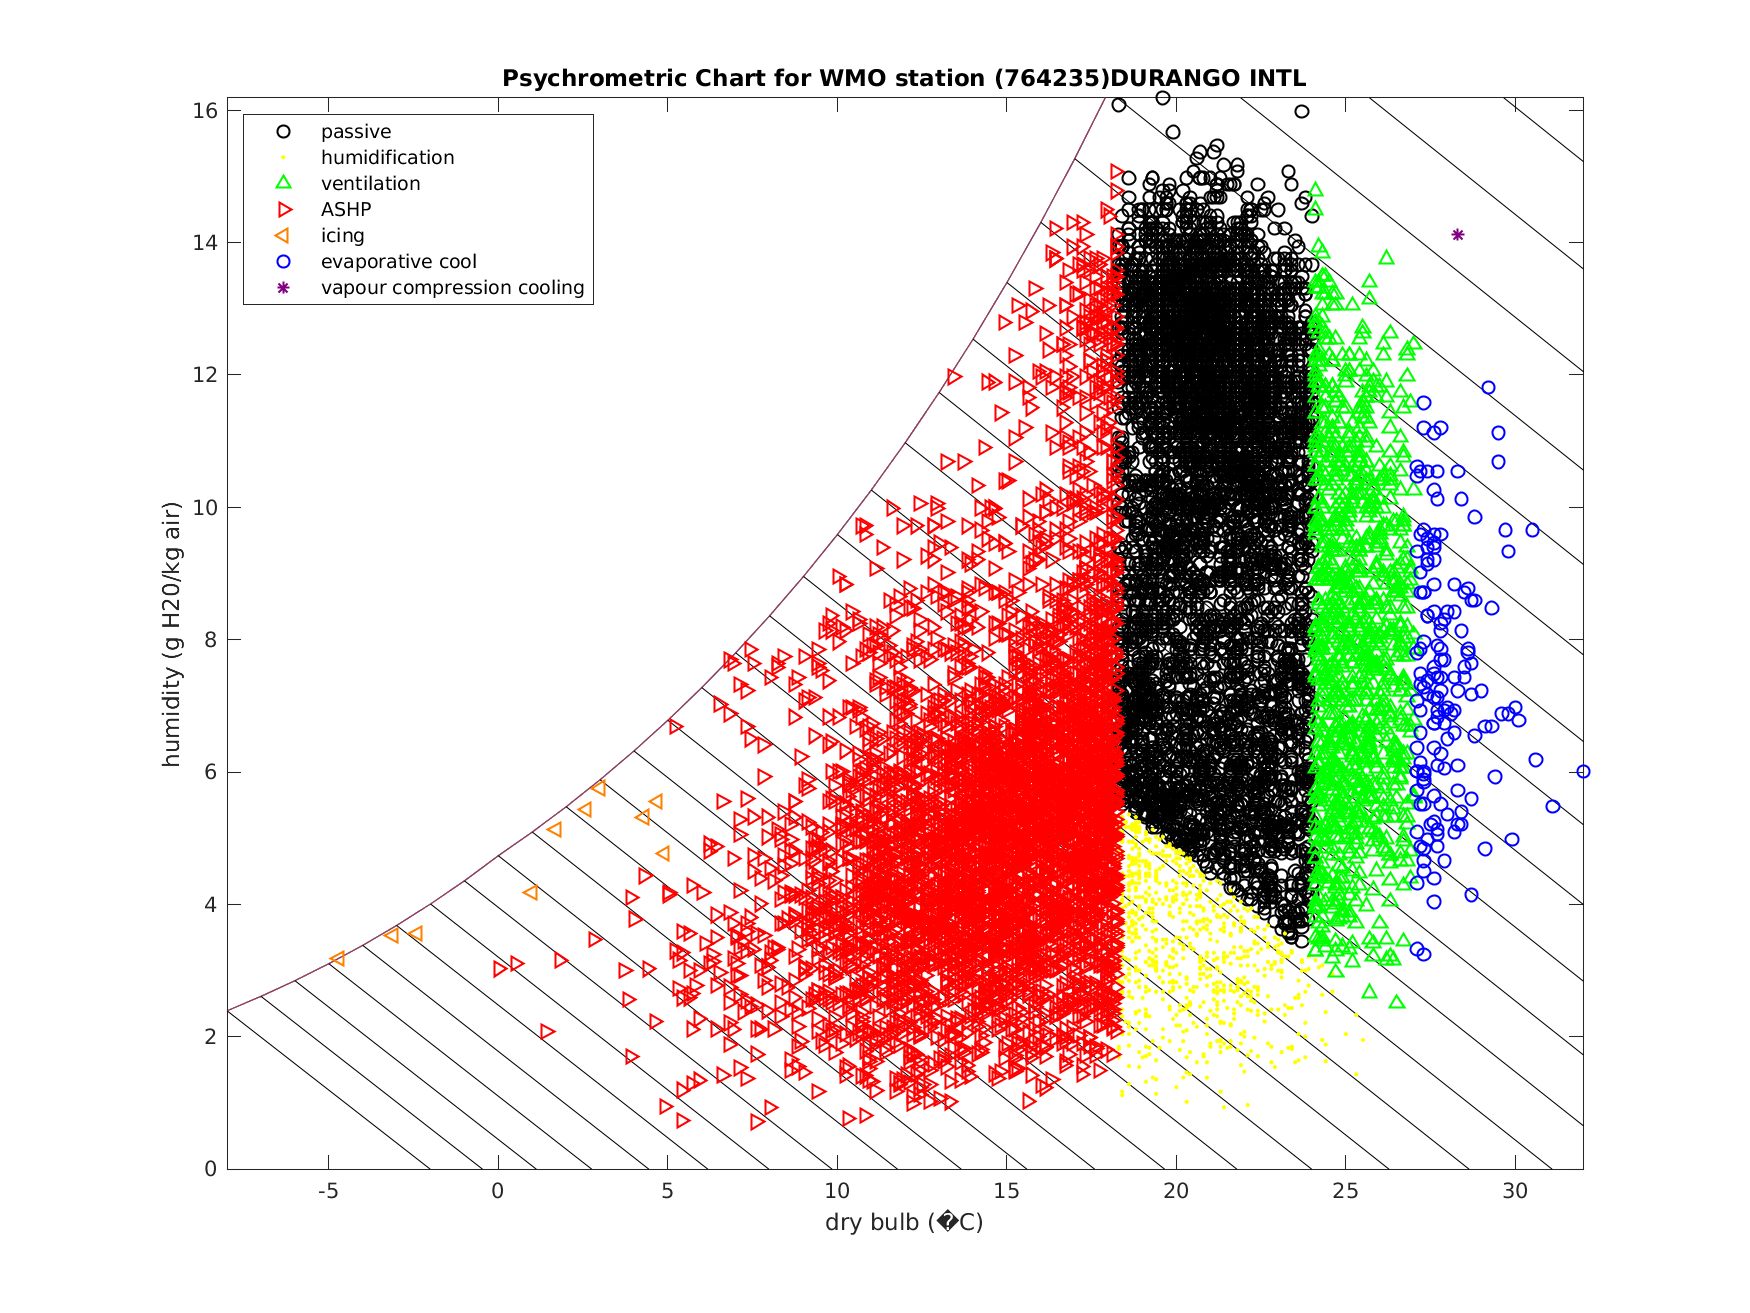 Psychrometric Chart for WMO station (764235)DURANGO INTL
passive
humidification
ventilation
ASHP
icing
evaporative cool
vapour compression cooling
16
14
12
10
8
6
4
2
0
humidity (g H20/kg air)
-5 0 5 10 15 20 25 30
dry bulb (�C)